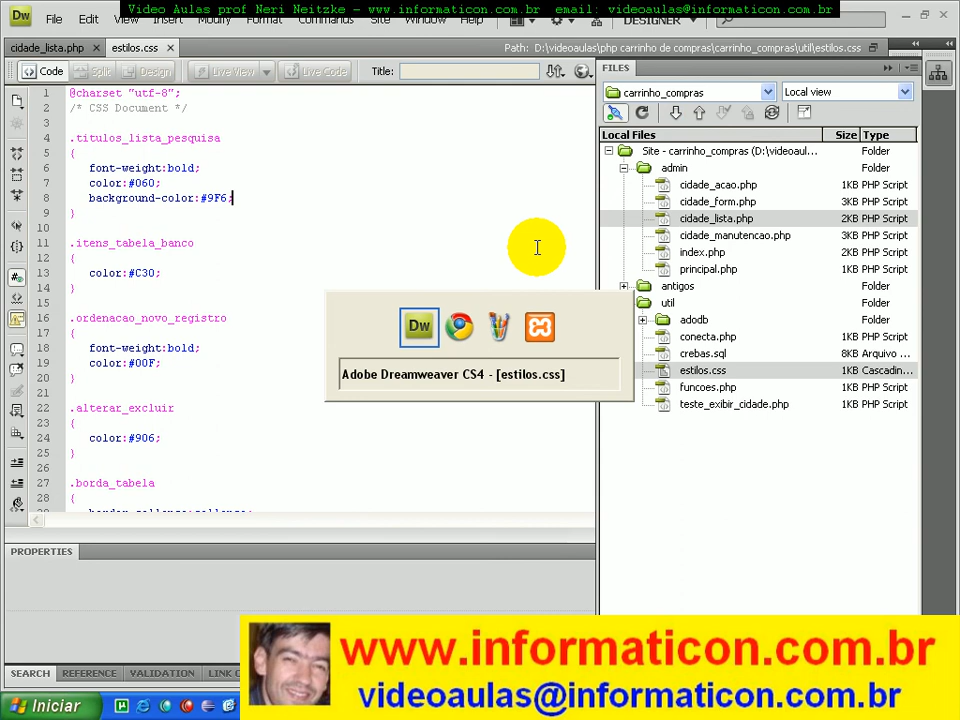 Video Aulas prof Neri Neitzke – www.informaticon.com.br  email: videoaulas@informaticon.com.br
Dw File Edit View Insert Modify Format Commands Site Window DESIGNER
cidade_lista.php estilos.css Path: D:\videoaulas\php carrinho de compras\carrinho_compras\util\estilos.css
Code Split Design Live View Live Code Title:
1 @charset "utf-8";
2 /* CSS Document */
3
4 .titulos_lista_pesquisa
5 {
6 font-weight:bold;
7 color:#060;
8 background-color:#9F6;
9 }
10
11 .itens_tabela_banco
12 {
13 color:#C30;
14 }
15
16 .ordenacao_novo_registro
17 {
18 font-weight:bold;
19 color:#00F;
20 }
21
22 .alterar_excluir
23 {
24 color:#906;
25 }
26
27 .borda_tabela
28 {
Dw
Adobe Dreamweaver CS4 - [estilos.css]
FILES
carrinho_compras Local view
Local Files Size Type
Site - carrinho_compras (D:\videoaul... Folder
admin Folder
cidade_acao.php 1KB PHP Script
cidade_form.php 3KB PHP Script
cidade_lista.php 2KB PHP Script
cidade_manutencao.php 3KB PHP Script
index.php 2KB PHP Script
principal.php 1KB PHP Script
antigos Folder
util Folder
adodb Folder
conecta.php 1KB PHP Script
crebas.sql 8KB Arquivo ...
estilos.css 1KB Cascadin...
funcoes.php 1KB PHP Script
teste_exibir_cidade.php 1KB PHP Script
PROPERTIES
SEARCH REFERENCE VALIDATION
Iniciar
www.informaticon.com.br
videoaulas@informaticon.com.br